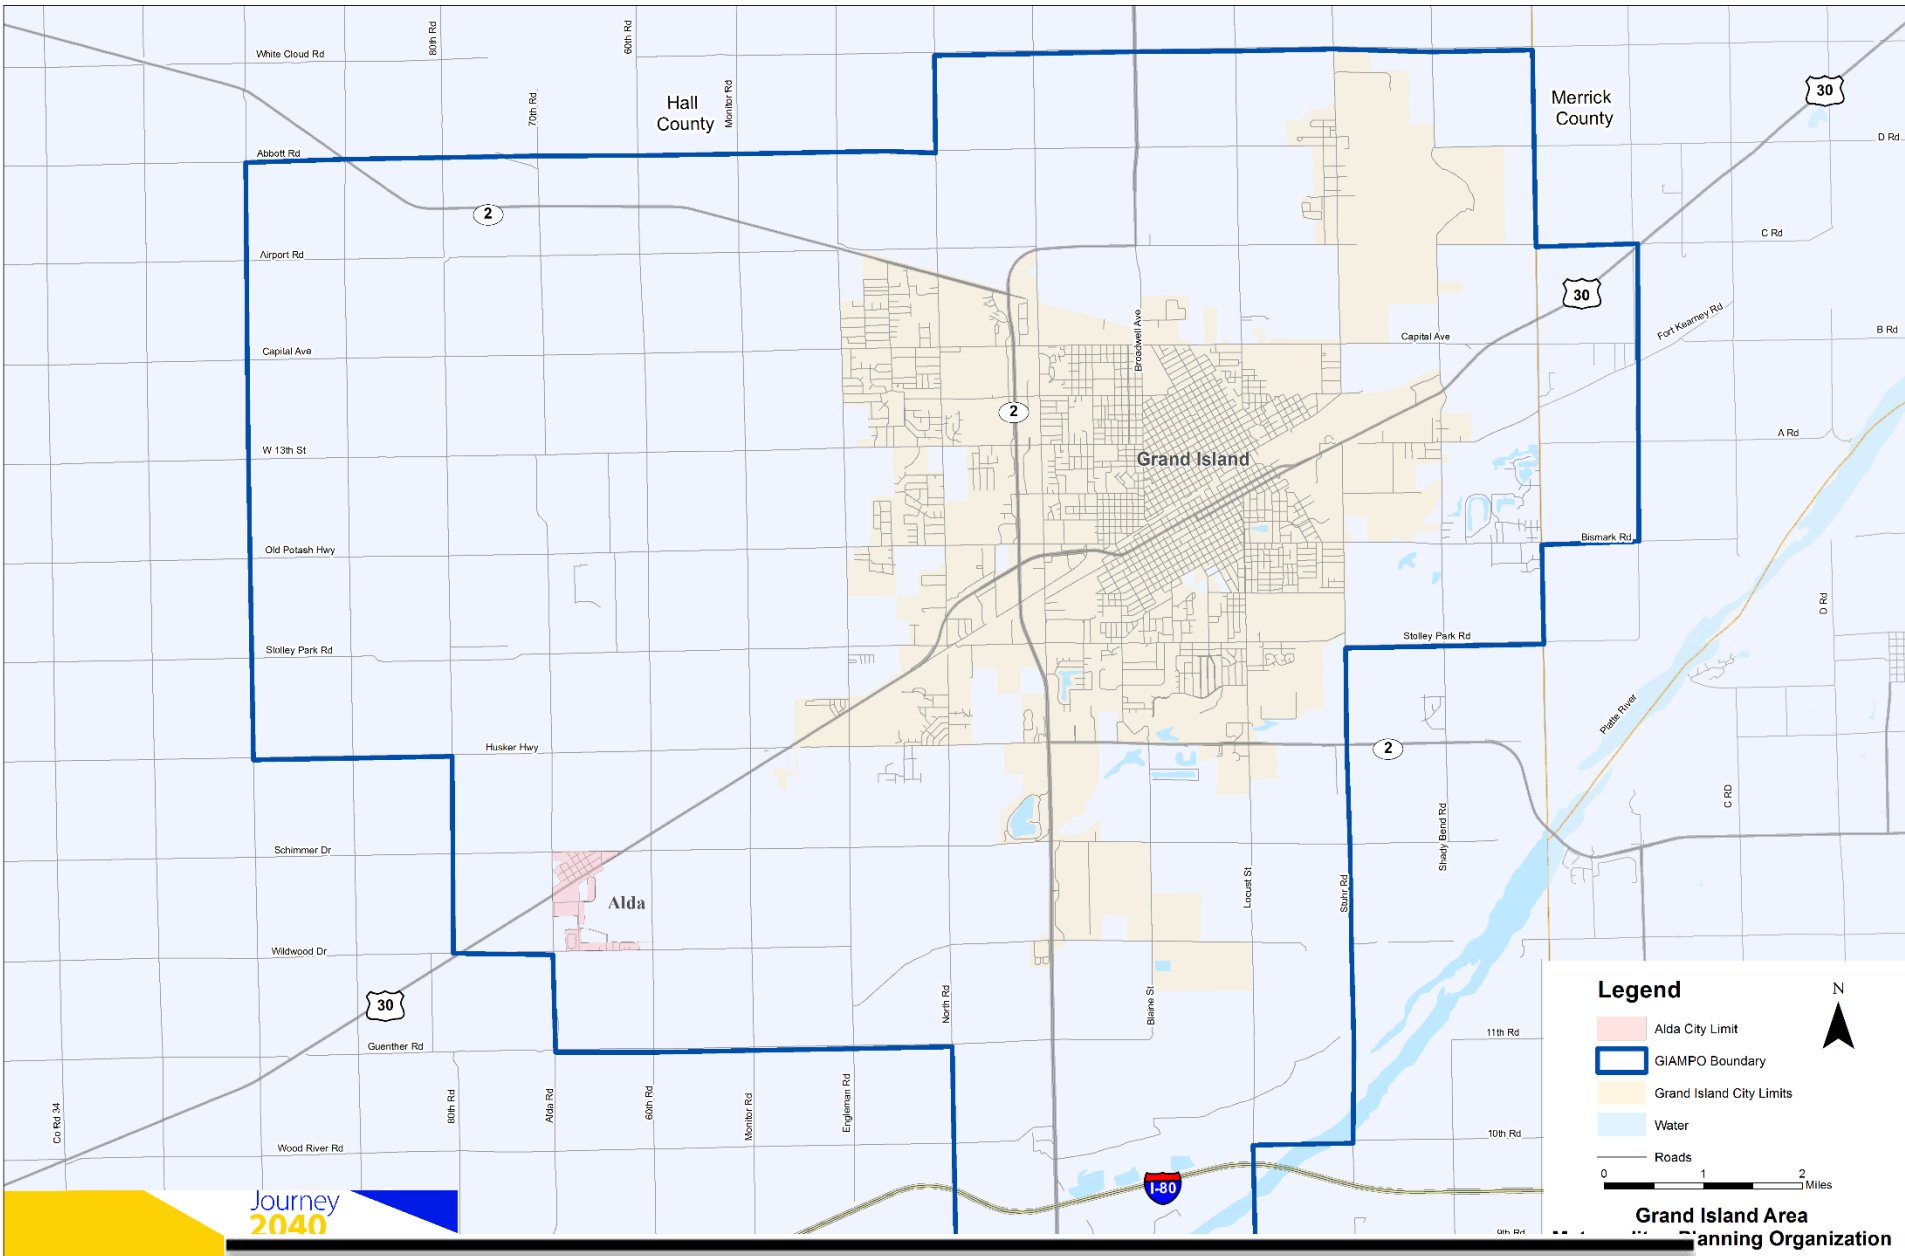 80th Rd
60th Rd
White Cloud Rd
70th Rd
Monitor Rd
Hall
County
Merrick
County
30
D Rd
Abbott Rd
2
C Rd
Airport Rd
30
Fort Kearney Rd
B Rd
Broadwell Ave
Capital Ave
Capital Ave
2
A Rd
W 13th St
Grand Island
Bismark Rd
Old Potash Hwy
D Rd
Stolley Park Rd
Stolley Park Rd
Platte River
Husker Hwy
2
C RD
Shady Bend Rd
Schimmer Dr
Locust St
Stuhr Rd
Alda
Wildwood Dr
30
North Rd
Blaine St
11th Rd
Guenther Rd
Co Rd 34
80th Rd
Alda Rd
60th Rd
Monitor Rd
Engleman Rd
10th Rd
Wood River Rd
I-80
9th Rd
Legend
N
Alda City Limit
GIAMPO Boundary
Grand Island City Limits
Water
Roads
0 1 2
Miles
Grand Island Area
Planning Organization
Journey
2040